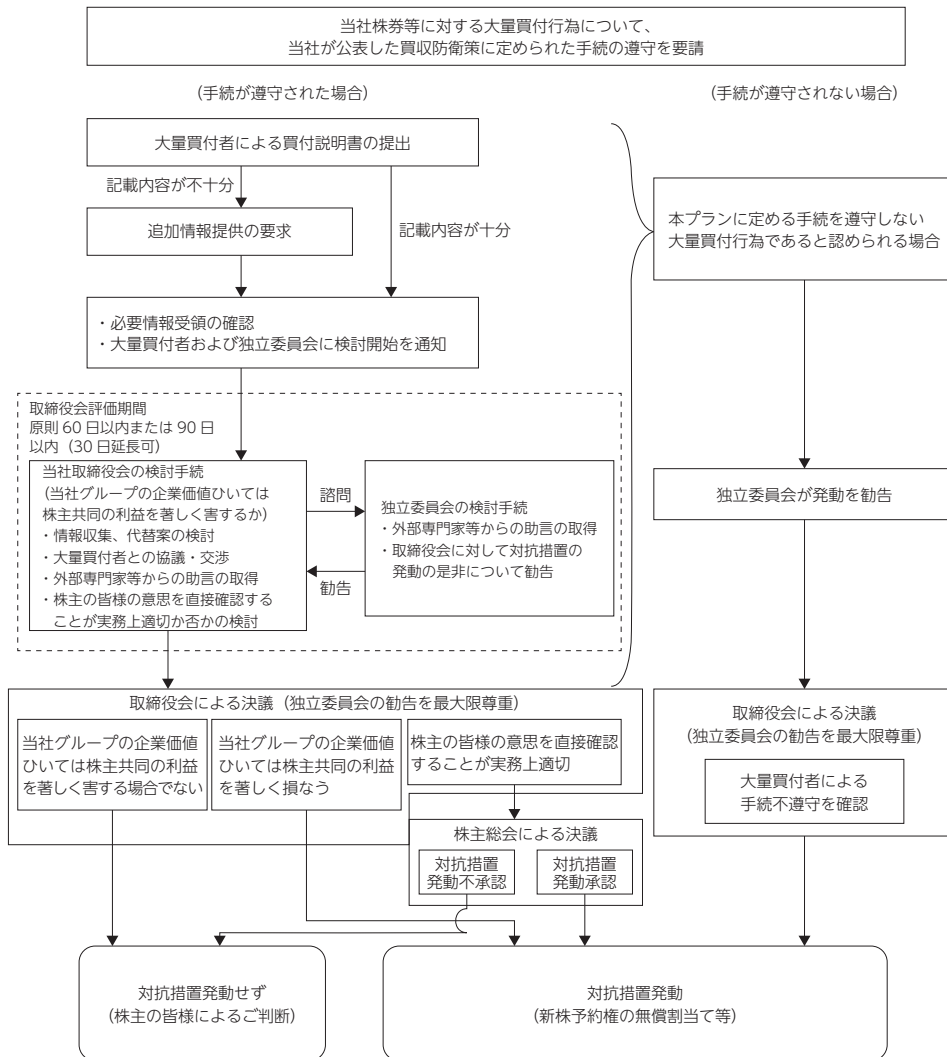 当社株券等に対する大量買付行為について、
当社が公表した買収防衛策に定められた手続の遵守を要請
(手続が遵守された場合)
(手続が遵守されない場合)
大量買付者による買付説明書の提出
記載内容が不十分
追加情報提供の要求
記載内容が十分
本プランに定める手続を遵守しない
大量買付行為であると認められる場合
・必要情報受領の確認
・大量買付者および独立委員会に検討開始を通知
取締役会評価期間
原則 60 日以内または 90 日
以内（30 日延長可）
当社取締役会の検討手続
(当社グループの企業価値ひいては
株主共同の利益を著しく害するか)
・情報収集、代替案の検討
・大量買付者との協議・交渉
・外部専門家等からの助言の取得
・株主の皆様の意思を直接確認する
ことが実務上適切か否かの検討
諮問
勧告
独立委員会の検討手続
・外部専門家等からの助言の取得
・取締役会に対して対抗措置の
発動の是非について勧告
独立委員会が発動を勧告
取締役会による決議（独立委員会の勧告を最大限尊重）
当社グループの企業価値
ひいては株主共同の利益
を著しく害する場合でない
当社グループの企業価値
ひいては株主共同の利益
を著しく損なう
株主の皆様の意思を直接確認
することが実務上適切
取締役会による決議
(独立委員会の勧告を最大限尊重)
大量買付者による
手続不遵守を確認
株主総会による決議
対抗措置
発動不承認
対抗措置
発動承認
対抗措置発動せず
(株主の皆様によるご判断)
対抗措置発動
(新株予約権の無償割当て等)